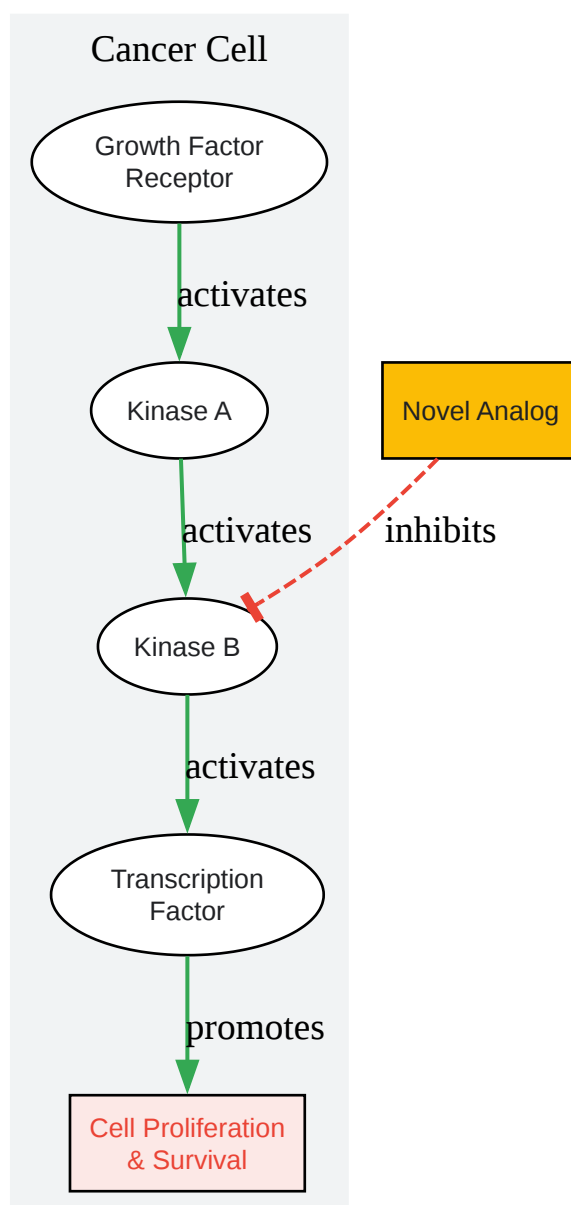 Cancer Cell
Growth Factor
Receptor
activates
Kinase A
Novel Analog
activates
inhibits
Kinase B
activates
Transcription
Factor
promotes
Cell Proliferation
& Survival